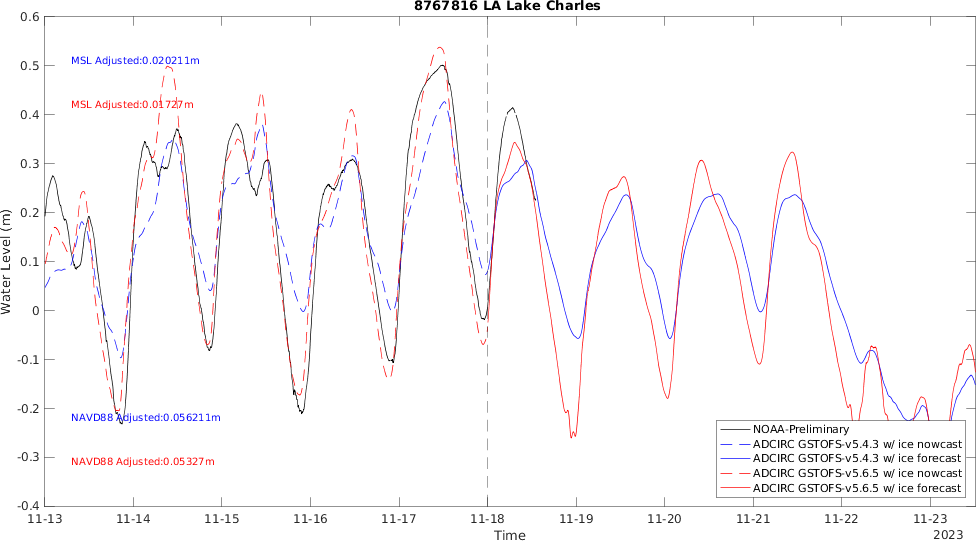 8767816 LA Lake Charles
0.6
0.5
0.4
0.3
0.2
0.1
0
-0.1
-0.2
-0.3
-0.4
Water Level (m)
MSL Adjusted:0.020211m
MSL Adjusted:0.01727m
NAVD88 Adjusted:0.056211m
NAVD88 Adjusted:0.05327m
NOAA-Preliminary
ADCIRC GSTOFS-v5.4.3 w/ ice nowcast
ADCIRC GSTOFS-v5.4.3 w/ ice forecast
ADCIRC GSTOFS-v5.6.5 w/ ice nowcast
ADCIRC GSTOFS-v5.6.5 w/ ice forecast
11-13 11-14 11-15 11-16 11-17 11-18 11-19 11-20 11-21 11-22 11-23
Time
2023